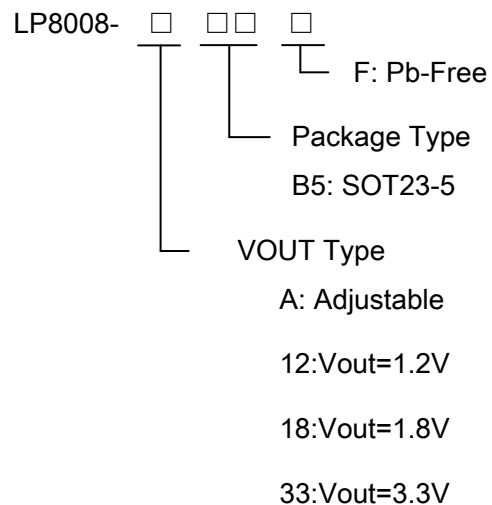 LP8008- □ □□ □
F: Pb-Free
Package Type
B5: SOT23-5
VOUT Type
A: Adjustable
12:Vout=1.2V
18:Vout=1.8V
33:Vout=3.3V